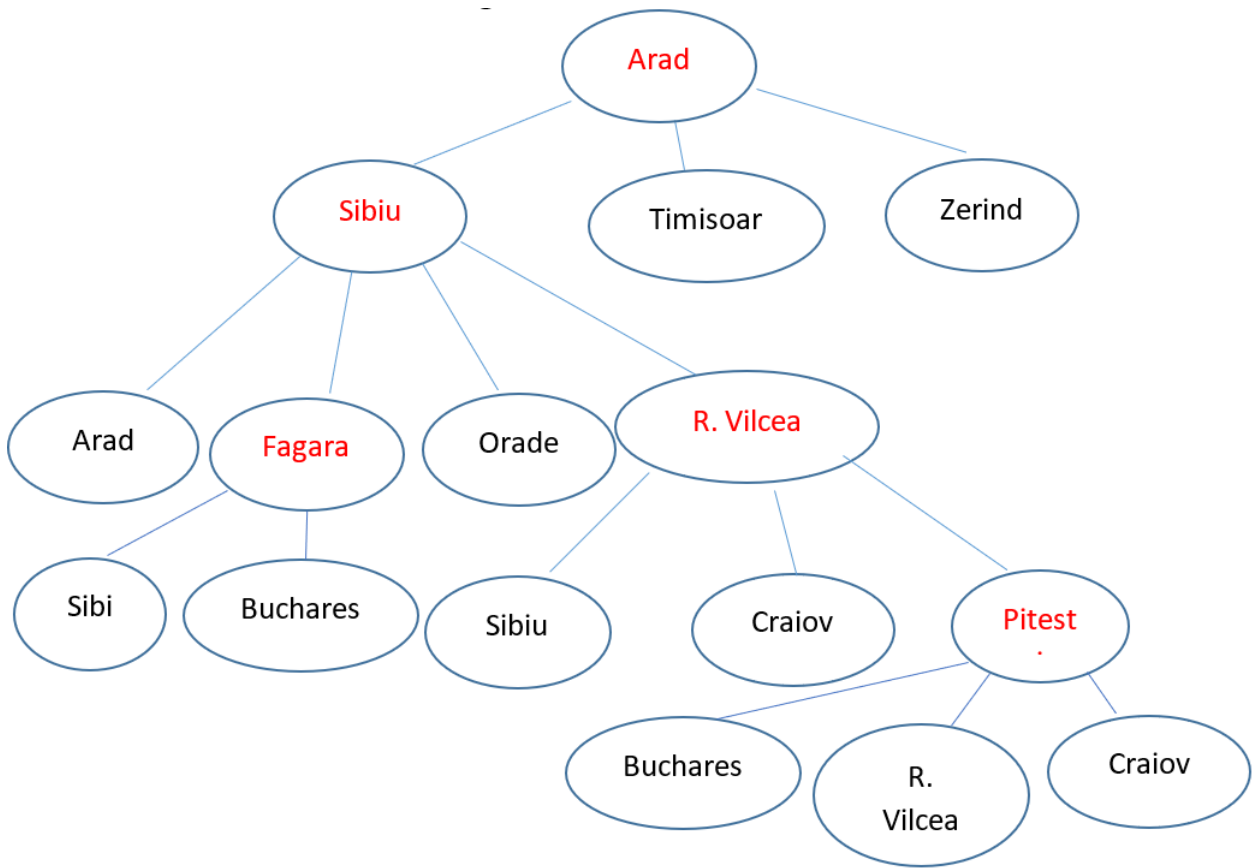 Arad
Sibiu
Timisoar
Zerind
Arad
Fagara
Orade
R. Vilcea
Sibi
Buchares
Sibiu
Craiov
Pitest
Buchares
R.
Vilcea
Craiov